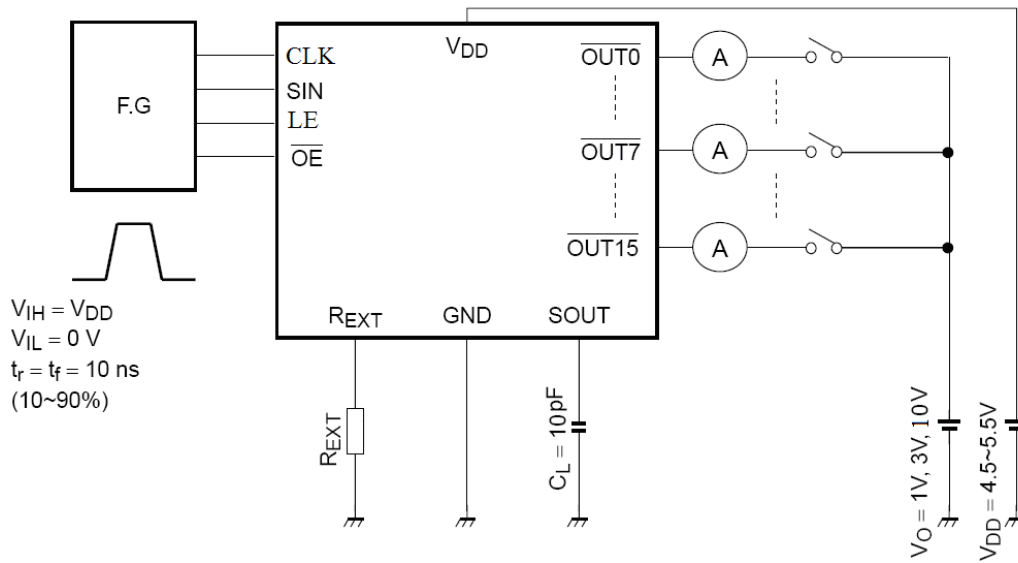 F.G
CLK
SIN
LE
OE
VDD
OUT0
OUT7
OUT15
A
A
A
REXT
GND
SOUT
VIH = VDD
VIL = 0 V
tr = tf = 10 ns
(10~90%)
REXT
CL = 10pF
VO = 1V, 3V, 10V
VDD = 4.5~5.5V